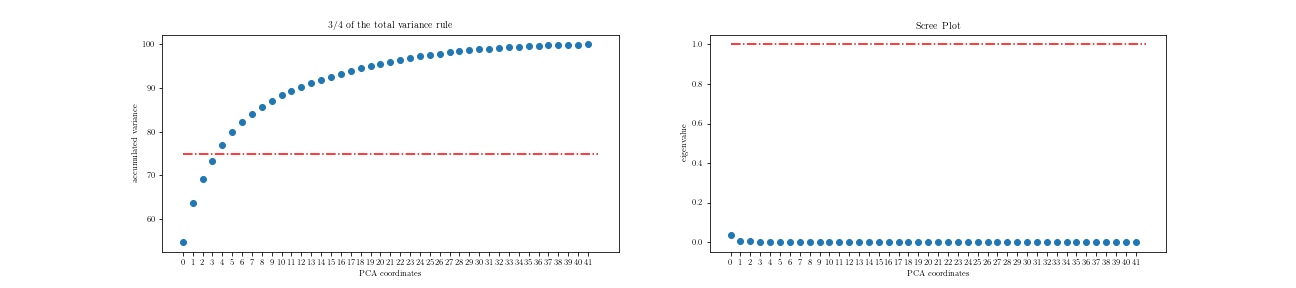 3/4 of the total variance rule
accumulated variance
100
90
80
70
60
0 1 2 3 4 5 6 7 8 9 10 11 12 13 14 15 16 17 18 19 20 21 22 23 24 25 26 27 28 29 30 31 32 33 34 35 36 37 38 39 40 41
PCA coordinates
Scree Plot
eigenvalue
1.0
0.8
0.6
0.4
0.2
0.0
0 1 2 3 4 5 6 7 8 9 10 11 12 13 14 15 16 17 18 19 20 21 22 23 24 25 26 27 28 29 30 31 32 33 34 35 36 37 38 39 40 41
PCA coordinates